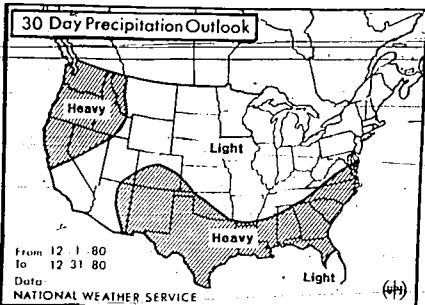 30 Day Precipitation Outlook
Heavy
Light
Heavy
From 12 1 80
To 12 31 80
Light
Data
NATIONAL WEATHER SERVICE
UPI